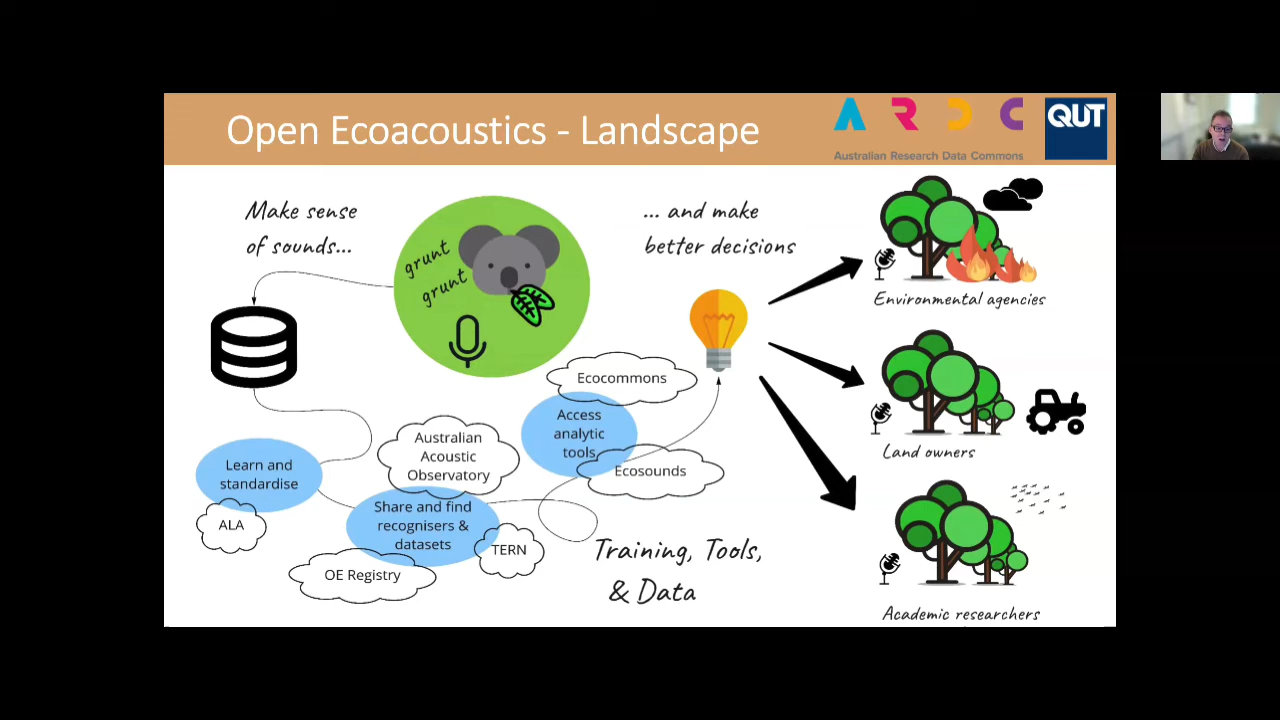 Open Ecoacoustics - Landscape
A R D C
Australian Research Data Commons
QUT
Make sense
of sounds...
grunt
grunt
... and make
better decisions
Environmental agencies
Land owners
Academic researchers
Ecocommons
Access
analytic
tools
Ecosounds
Australian
Acoustic
Observatory
Learn and
standardise
ALA
Share and find
recognisers &
datasets
TERN
OE Registry
Training, Tools,
& Data